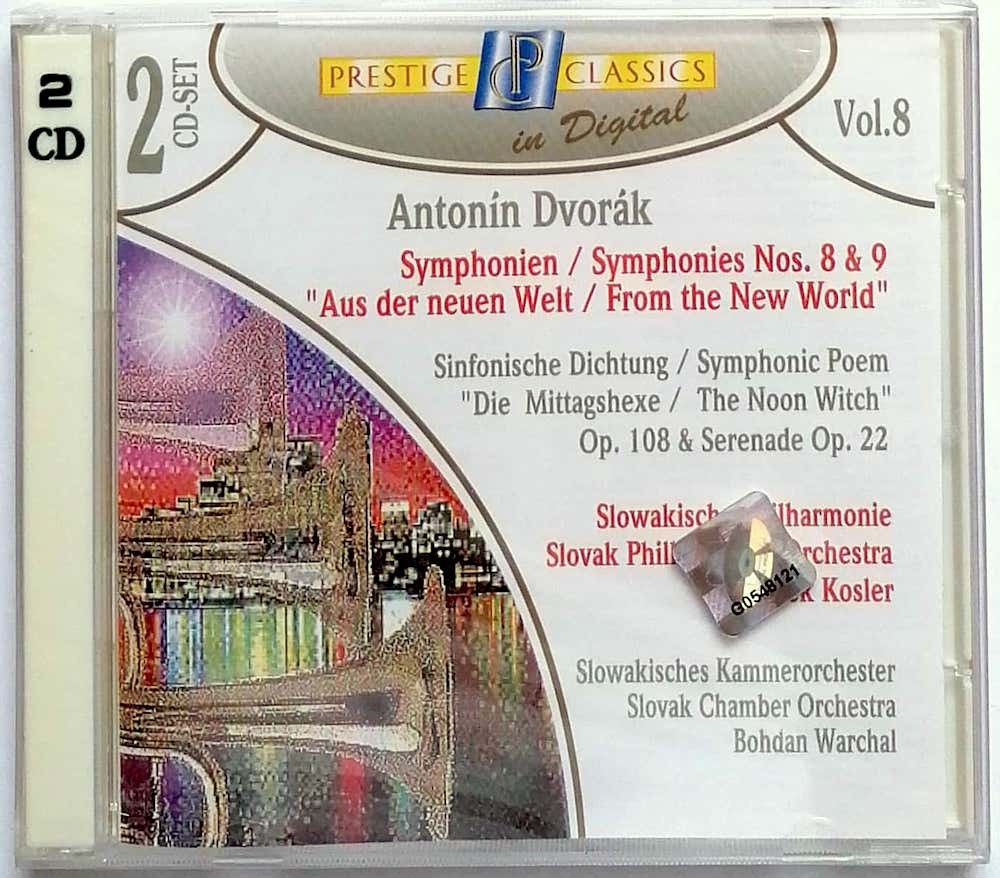 2
CD
2
CD-SET
PRESTIGE PC CLASSICS
in Digital
Vol.8
Antonín Dvorák
Symphonien / Symphonies Nos. 8 & 9
"Aus der neuen Welt / From the New World"
Sinfonische Dichtung / Symphonic Poem
"Die Mittagshexe / The Noon Witch"
Op. 108 & Serenade Op. 22
Slowakisch lharmonie
Slovak Phil rchestra
k Kosler
G0548121
Slowakisches Kammerorchester
Slovak Chamber Orchestra
Bohdan Warchal